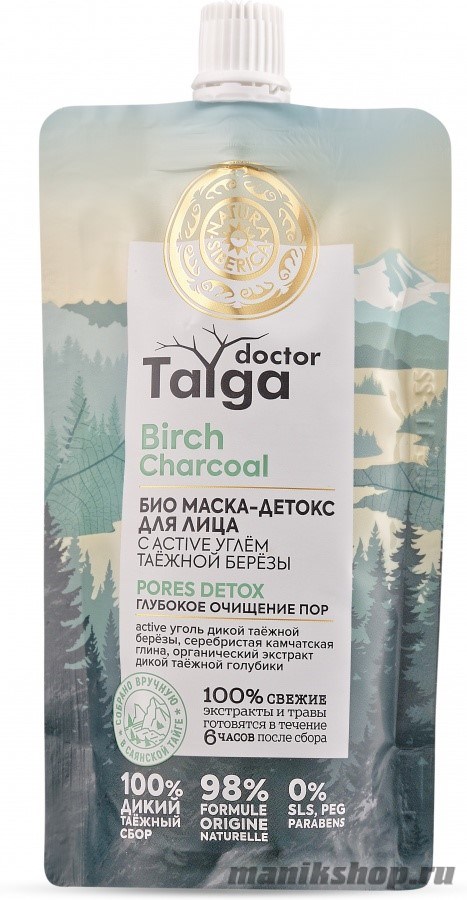 NATURA
SIBERICA
doctor
Taiga
Birch
Charcoal
БИО МАСКА-ДЕТОКС
ДЛЯ ЛИЦА
С ACTIVE УГЛЁМ
ТАЁЖНОЙ БЕРЁЗЫ
PORES DETOX
ГЛУБОКОЕ ОЧИЩЕНИЕ ПОР
active уголь дикой таёжной
берёзы, серебристая камчатская
глина, органический экстракт
дикой таёжной голубики
СОБРАНО ВРУЧНУЮ
В САЯНСКОЙ ТАЙГЕ
100% СВЕЖИЕ
экстракты и травы
готовятся в течение
6 ЧАСОВ после сбора
100%
ДИКИЙ
ТАЁЖНЫЙ
СБОР
98%
FORMULE
ORIGINE
NATURELLE
0%
SLS, PEG
PARABENS
manikshop.ru